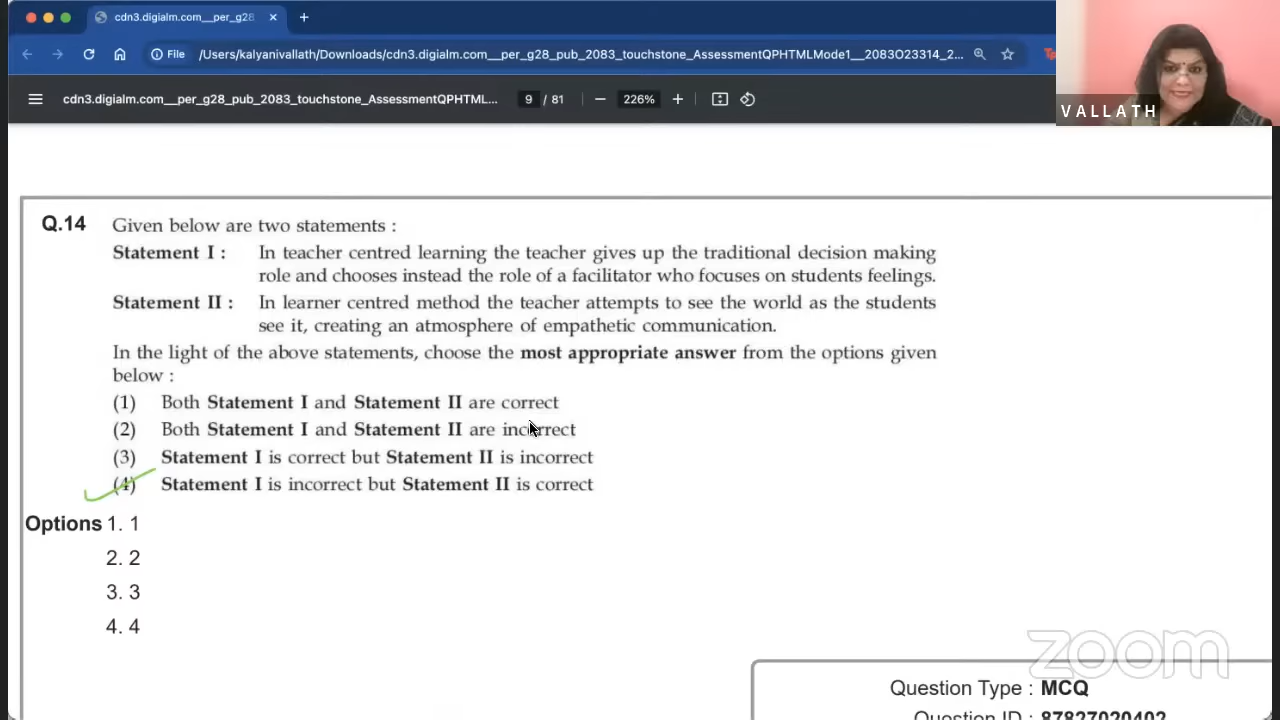 cdn3.digialm.com__per_g28
File /Users/kalyanivallath/Downloads/cdn3.digialm.com__per_g28_pub_2083_touchstone_AssessmentQPHTMLMode1__2083O23314_2...
cdn3.digialm.com__per_g28_pub_2083_touchstone_AssessmentQPHTML... 9 / 81 226%
VALLATH
Q.14 Given below are two statements :
Statement I : In teacher centred learning the teacher gives up the traditional decision making
role and chooses instead the role of a facilitator who focuses on students feelings.
Statement II : In learner centred method the teacher attempts to see the world as the students
see it, creating an atmosphere of empathetic communication.
In the light of the above statements, choose the most appropriate answer from the options given
below :
(1) Both Statement I and Statement II are correct
(2) Both Statement I and Statement II are incorrect
(3) Statement I is correct but Statement II is incorrect
(4) Statement I is incorrect but Statement II is correct
Options 1. 1
2. 2
3. 3
4. 4
zoom
Question Type : MCQ
Question ID : 87827020402